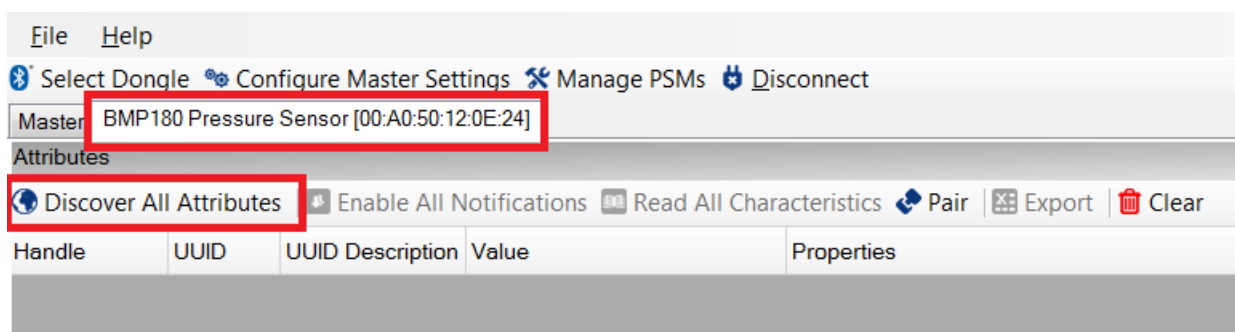 File Help
Select Dongle Configure Master Settings Manage PSMs Disconnect
Master BMP180 Pressure Sensor [00:A0:50:12:0E:24]
Attributes
Discover All Attributes Enable All Notifications Read All Characteristics Pair Export Clear
Handle UUID UUID Description Value Properties